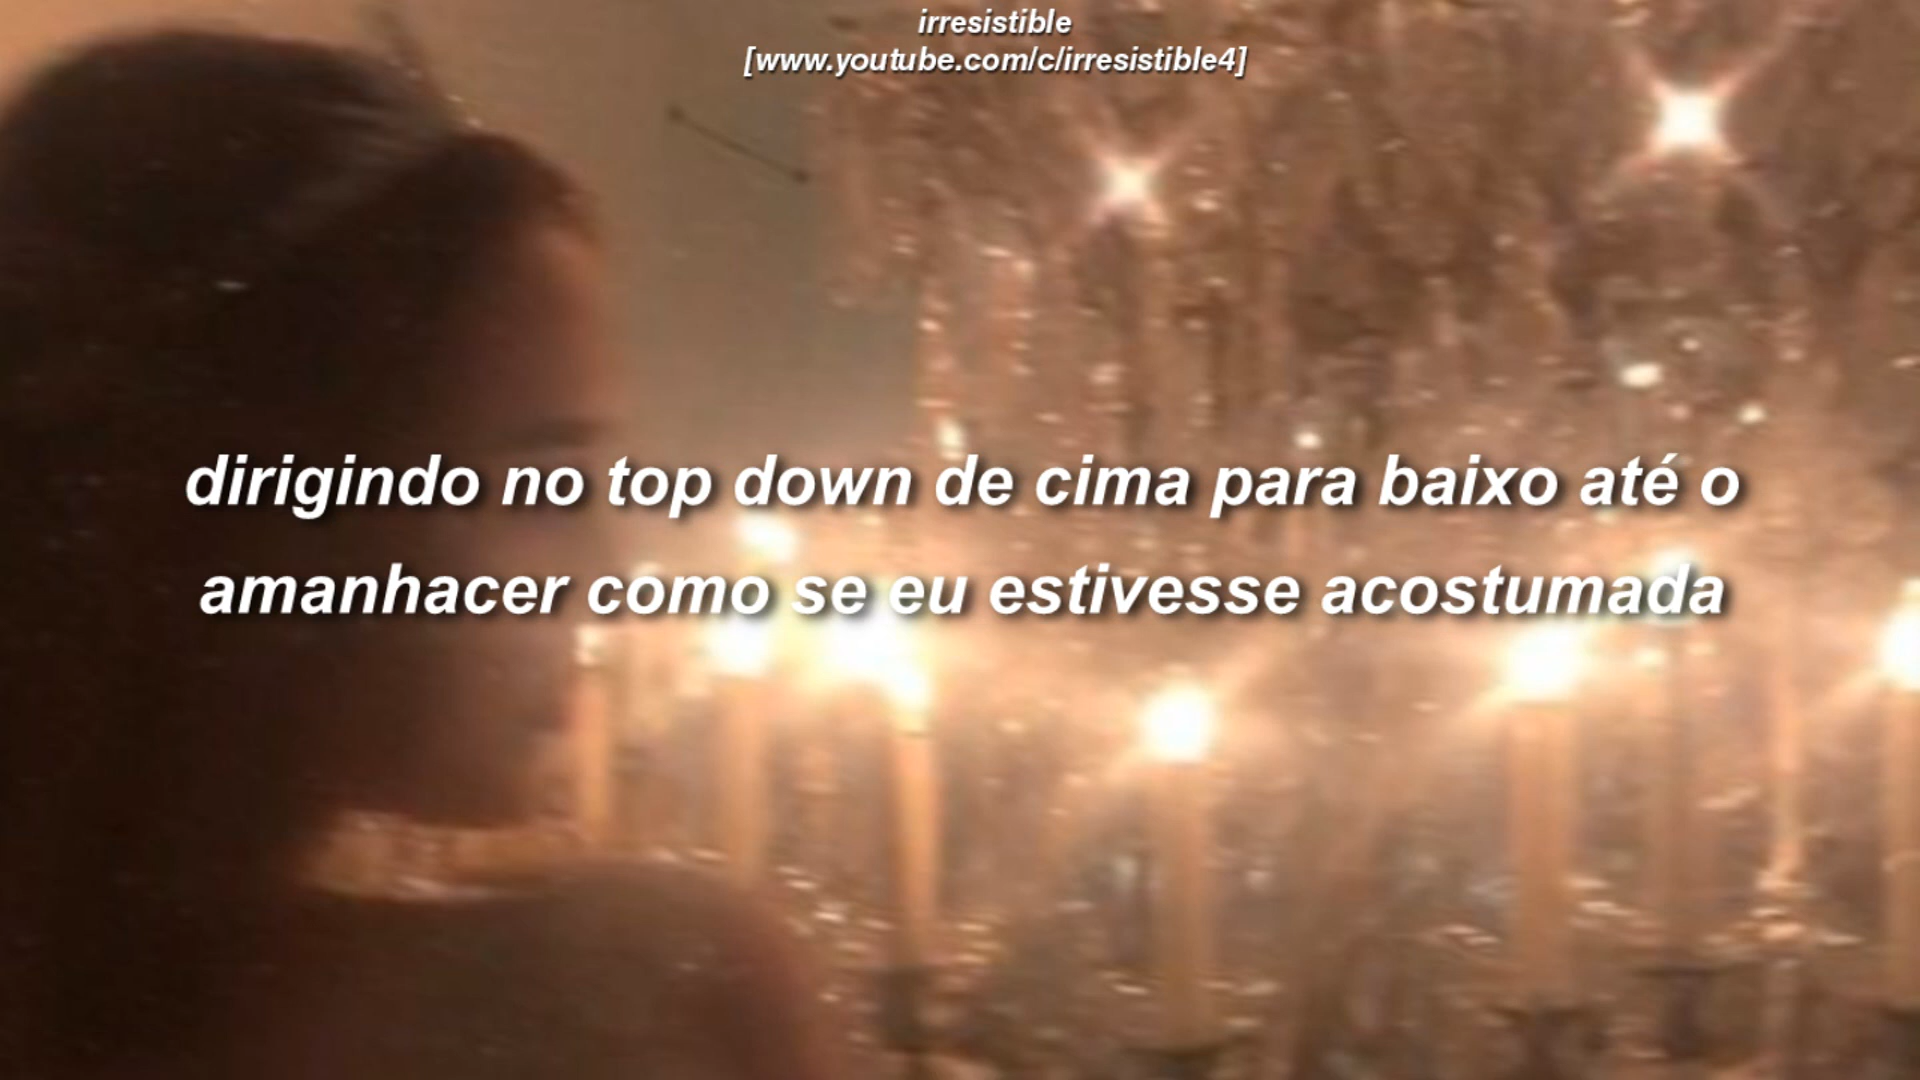 irresistible
[www.youtube.com/c/irresistible4]
dirigindo no top down de cima para baixo até o
amanhacer como se eu estivesse acostumada